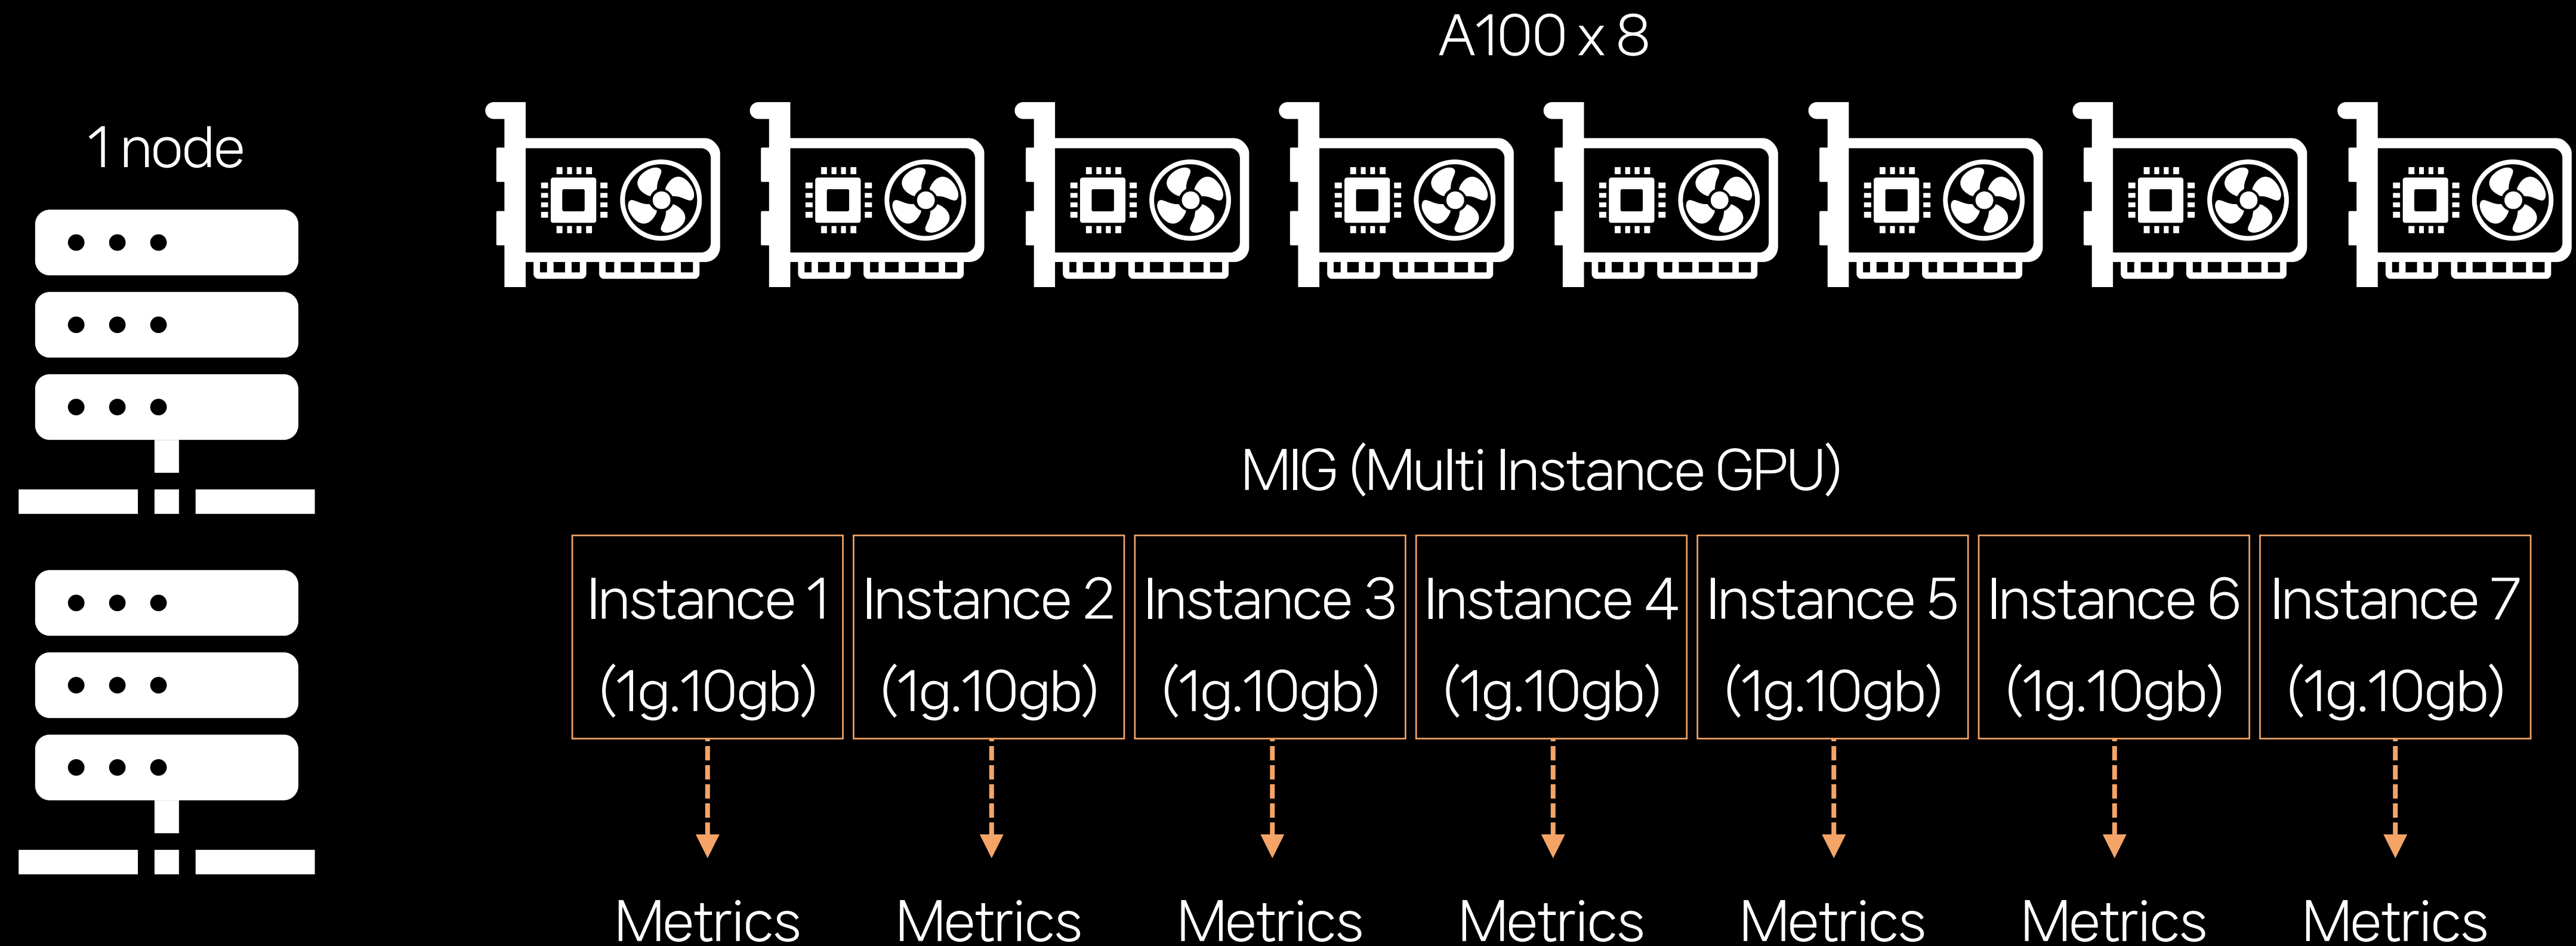 A100 x 8
1 node
MIG (Multi Instance GPU)
Instance 1
(1g.10gb)
Instance 2
(1g.10gb)
Instance 3
(1g.10gb)
Instance 4
(1g.10gb)
Instance 5
(1g.10gb)
Instance 6
(1g.10gb)
Instance 7
(1g.10gb)
Metrics
Metrics
Metrics
Metrics
Metrics
Metrics
Metrics